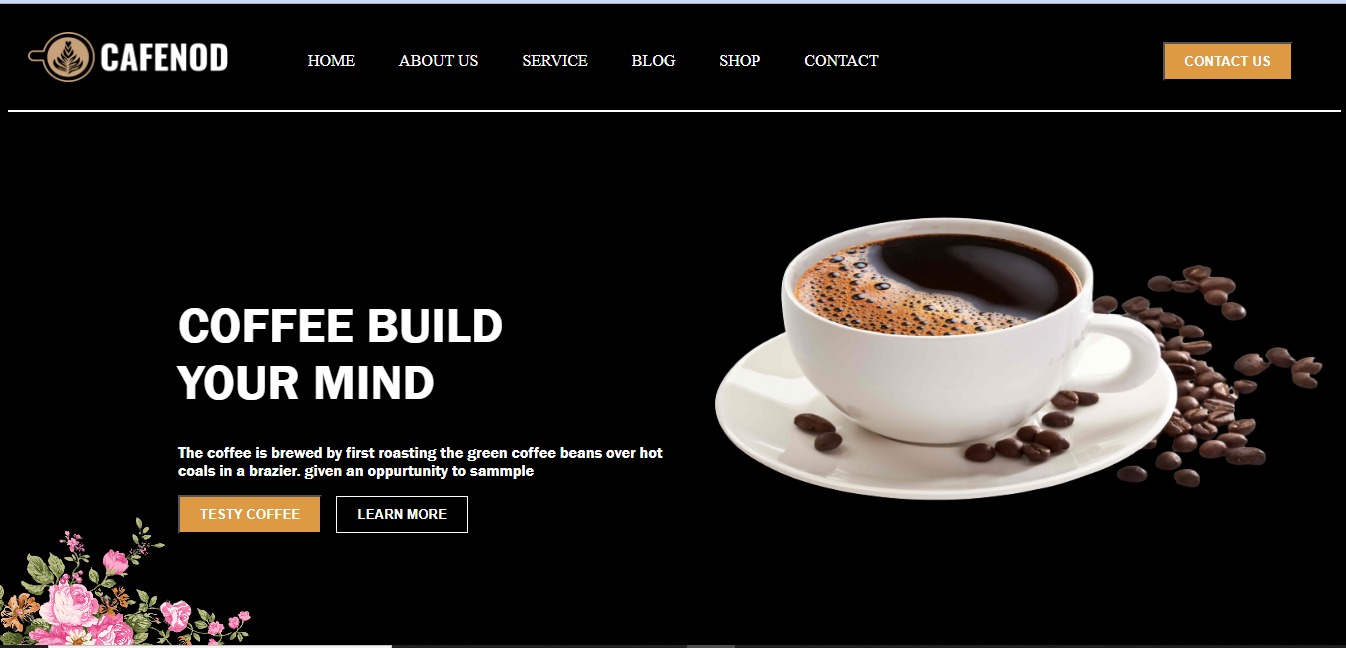 CAFENOD
HOME ABOUT US SERVICE BLOG SHOP CONTACT
CONTACT US
COFFEE BUILD
YOUR MIND
The coffee is brewed by first roasting the green coffee beans over hot
coals in a brazier. given an oppurtunity to sammple
TESTY COFFEE LEARN MORE